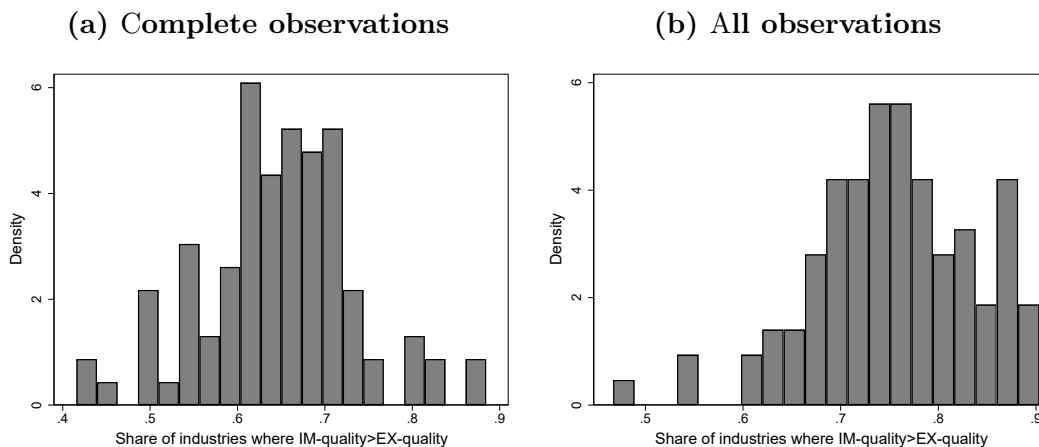 (a) Complete observations
6
4
2
0
Density
.4 .5 .6 .7 .8 .9
Share of industries where IM-quality>EX-quality
(b) All observations
6
4
2
0
Density
.5 .6 .7 .8 .9
Share of industries where IM-quality>EX-quality